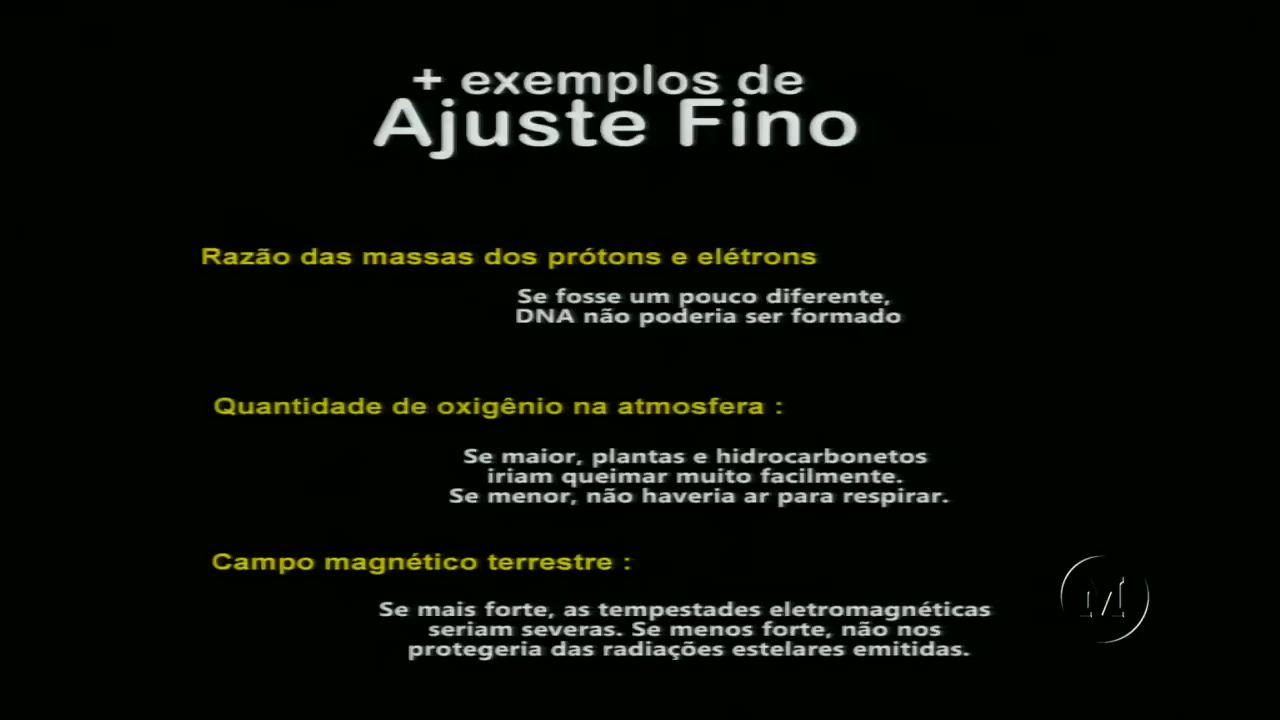 + exemplos de
Ajuste Fino
Razão das massas dos prótons e elétrons
Se fosse um pouco diferente,
DNA não poderia ser formado
Quantidade de oxigênio na atmosfera :
Se maior, plantas e hidrocarbonetos
iriam queimar muito facilmente.
Se menor, não haveria ar para respirar.
Campo magnético terrestre :
Se mais forte, as tempestades eletromagnéticas
seriam severas. Se menos forte, não nos
protegeria das radiações estelares emitidas.
M